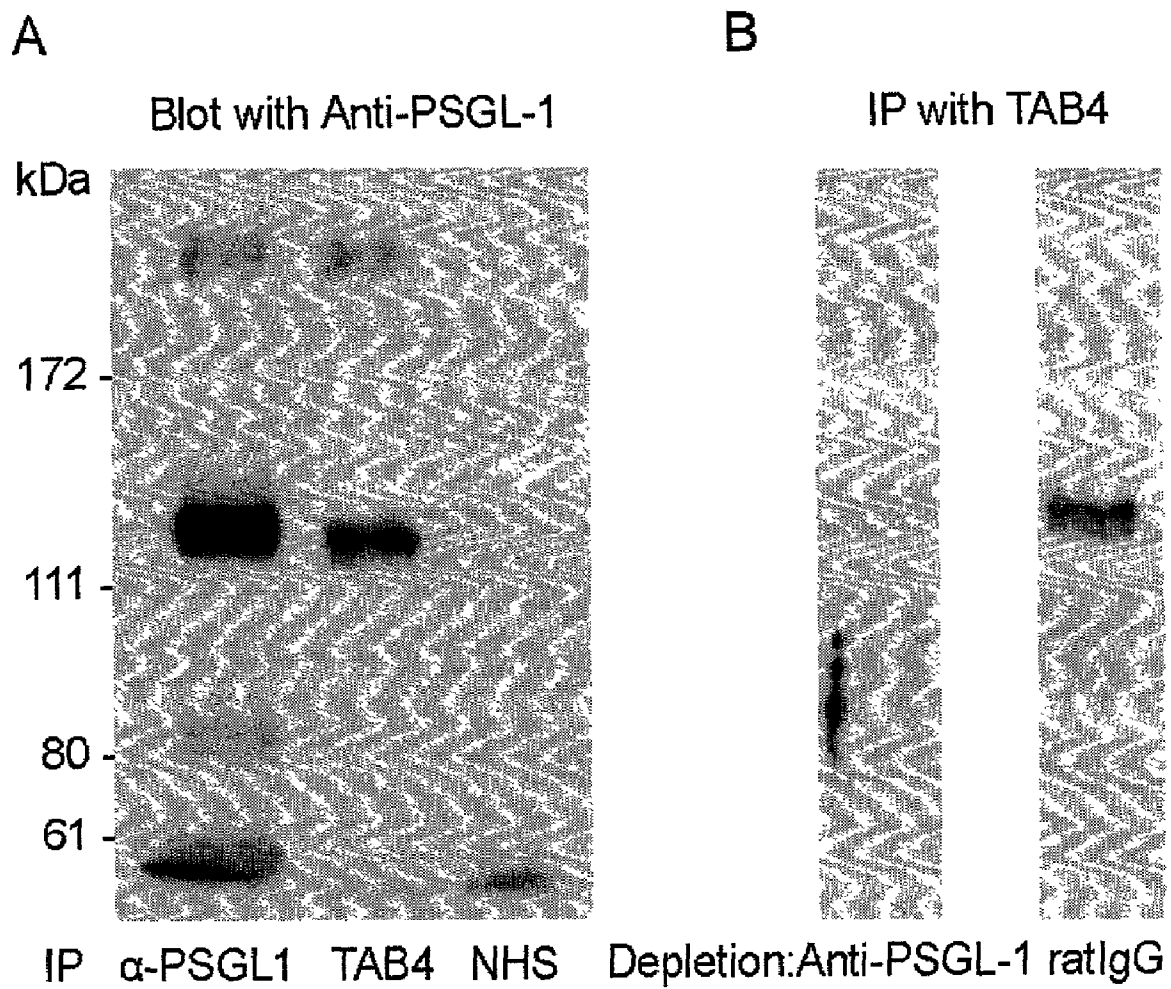 A
B
Blot with Anti-PSGL-1
IP with TAB4
kDa
172 -
111 -
80 -
61 -
IP α-PSGL1 TAB4 NHS
Depletion:Anti-PSGL-1 ratIgG